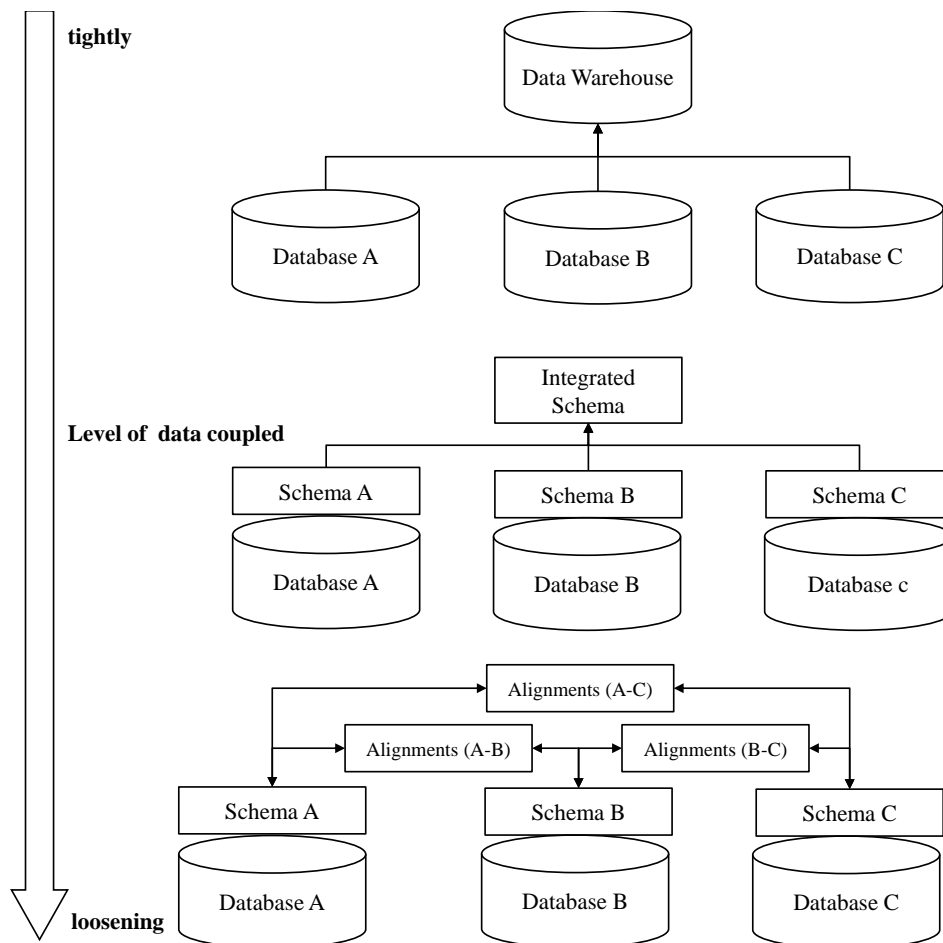 tightly
Data Warehouse
Database A
Database B
Database C
Integrated
Schema
Level of data coupled
Schema A
Schema B
Schema C
Database A
Database B
Database c
Alignments (A-C)
Alignments (A-B)
Alignments (B-C)
Schema A
Schema B
Schema C
Database A
Database B
Database C
loosening